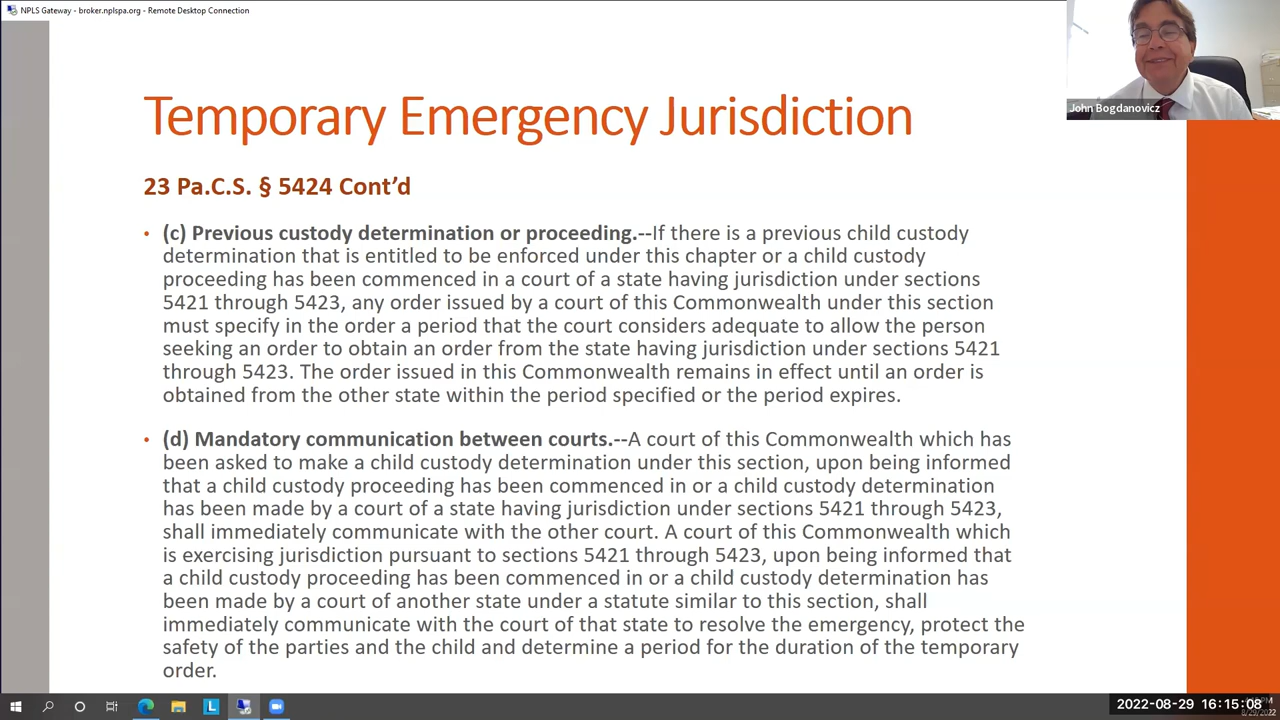 NPLS Gateway - broker.nplspa.org - Remote Desktop Connection
John Bogdanovicz
Temporary Emergency Jurisdiction
23 Pa.C.S. § 5424 Cont’d
• (c) Previous custody determination or proceeding.--If there is a previous child custody
determination that is entitled to be enforced under this chapter or a child custody
proceeding has been commenced in a court of a state having jurisdiction under sections
5421 through 5423, any order issued by a court of this Commonwealth under this section
must specify in the order a period that the court considers adequate to allow the person
seeking an order to obtain an order from the state having jurisdiction under sections 5421
through 5423. The order issued in this Commonwealth remains in effect until an order is
obtained from the other state within the period specified or the period expires.
• (d) Mandatory communication between courts.--A court of this Commonwealth which has
been asked to make a child custody determination under this section, upon being informed
that a child custody proceeding has been commenced in or a child custody determination
has been made by a court of a state having jurisdiction under sections 5421 through 5423,
shall immediately communicate with the other court. A court of this Commonwealth which
is exercising jurisdiction pursuant to sections 5421 through 5423, upon being informed that
a child custody proceeding has been commenced in or a child custody determination has
been made by a court of another state under a statute similar to this section, shall
immediately communicate with the court of that state to resolve the emergency, protect the
safety of the parties and the child and determine a period for the duration of the temporary
order.
L
2022-08-29 16:15:08